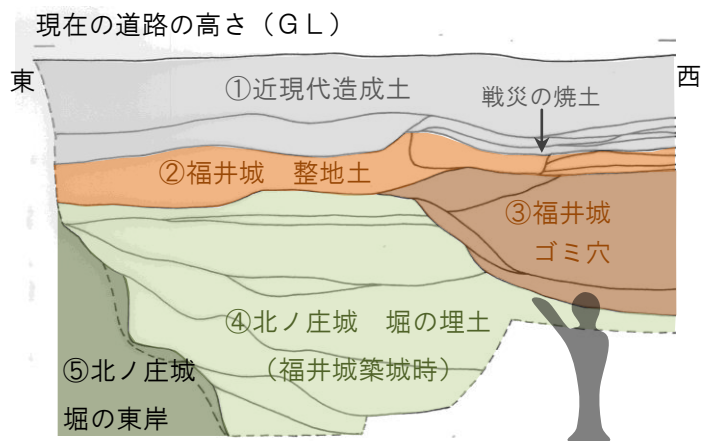 現在の道路の高さ（ＧＬ）
東
西
①近現代造成土
戦災の焼土
②福井城　整地土
③福井城
ゴミ穴
④北ノ庄城　堀の埋土
（福井城築城時）
⑤北ノ庄城
堀の東岸